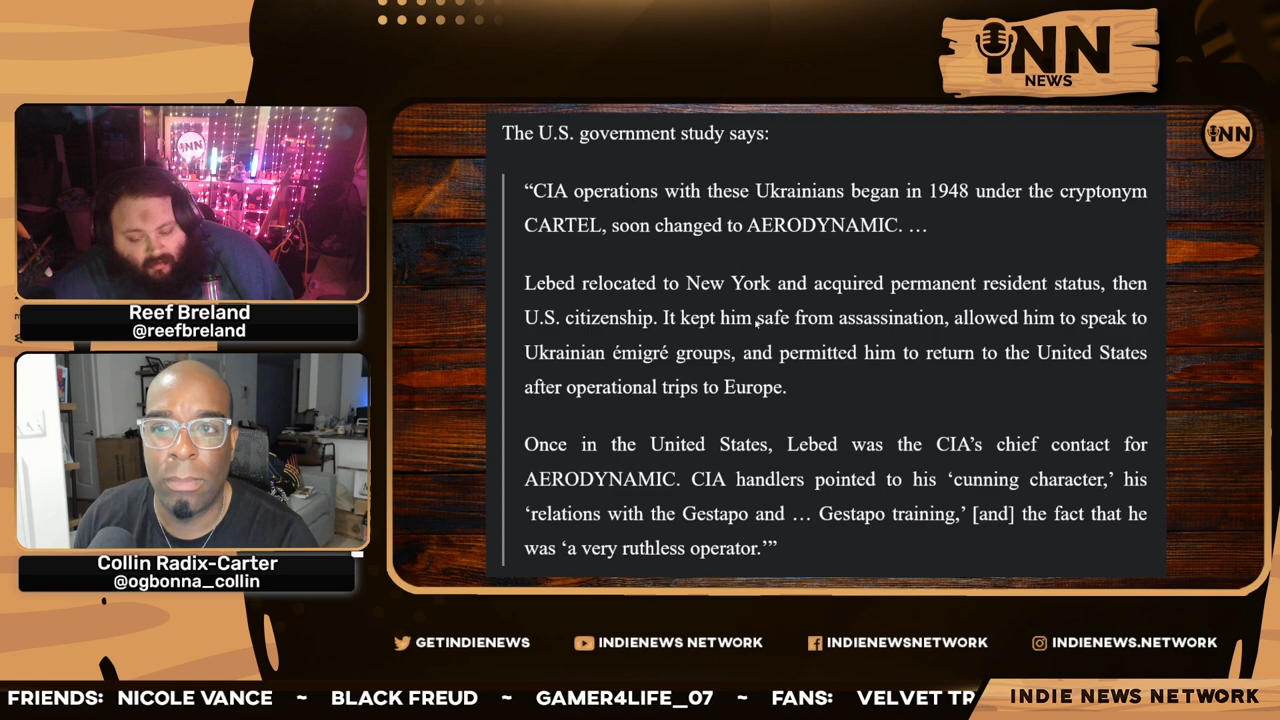 iNN
NEWS
iNN
The U.S. government study says:
“CIA operations with these Ukrainians began in 1948 under the cryptonym
CARTEL, soon changed to AERODYNAMIC. …
Lebed relocated to New York and acquired permanent resident status, then
U.S. citizenship. It kept him safe from assassination, allowed him to speak to
Ukrainian émigré groups, and permitted him to return to the United States
after operational trips to Europe.
Once in the United States, Lebed was the CIA’s chief contact for
AERODYNAMIC. CIA handlers pointed to his ‘cunning character,’ his
‘relations with the Gestapo and … Gestapo training,’ [and] the fact that he
was ‘a very ruthless operator.’”
iNN
Reef Breland
@reefbreland
Collin Radix-Carter
@ogbonna_collin
GETINDIENEWS
INDIENEWS NETWORK
INDIENEWSNETWORK
INDIENEWS.NETWORK
FRIENDS: NICOLE VANCE ~ BLACK FREUD ~ GAMER4LIFE_07 ~ FANS: VELVET TR
INDIE NEWS NETWORK